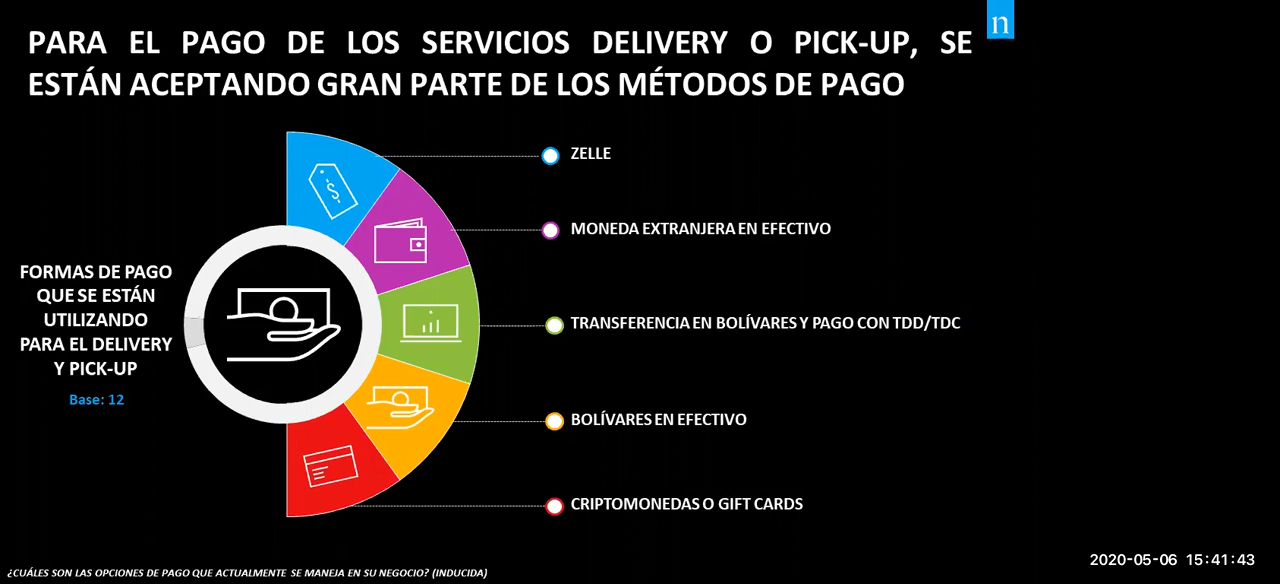 PARA EL PAGO DE LOS SERVICIOS DELIVERY O PICK-UP, SE
ESTÁN ACEPTANDO GRAN PARTE DE LOS MÉTODOS DE PAGO
n
ZELLE
MONEDA EXTRANJERA EN EFECTIVO
FORMAS DE PAGO
QUE SE ESTÁN
UTILIZANDO
PARA EL DELIVERY
Y PICK-UP
Base: 12
TRANSFERENCIA EN BOLÍVARES Y PAGO CON TDD/TDC
BOLÍVARES EN EFECTIVO
CRIPTOMONEDAS O GIFT CARDS
2020-05-06 15:41:43
¿CUÁLES SON LAS OPCIONES DE PAGO QUE ACTUALMENTE SE MANEJA EN SU NEGOCIO? (INDUCIDA)